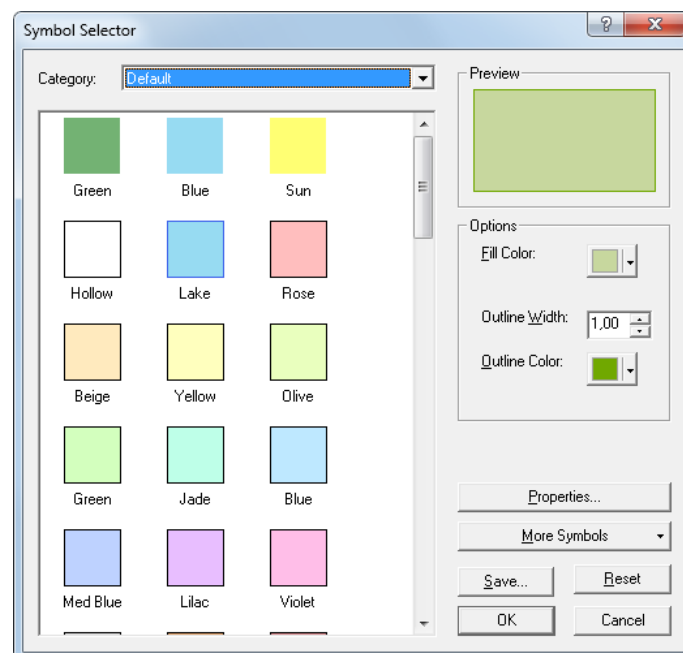 Symbol Selector
Category: Default
Green Blue Sun
Hollow Lake Rose
Beige Yellow Olive
Green Jade Blue
Med Blue Lilac Violet
Preview
Options
Fill Color:
Outline Width: 1,00
Outline Color:
Properties...
More Symbols
Save... Reset
OK Cancel